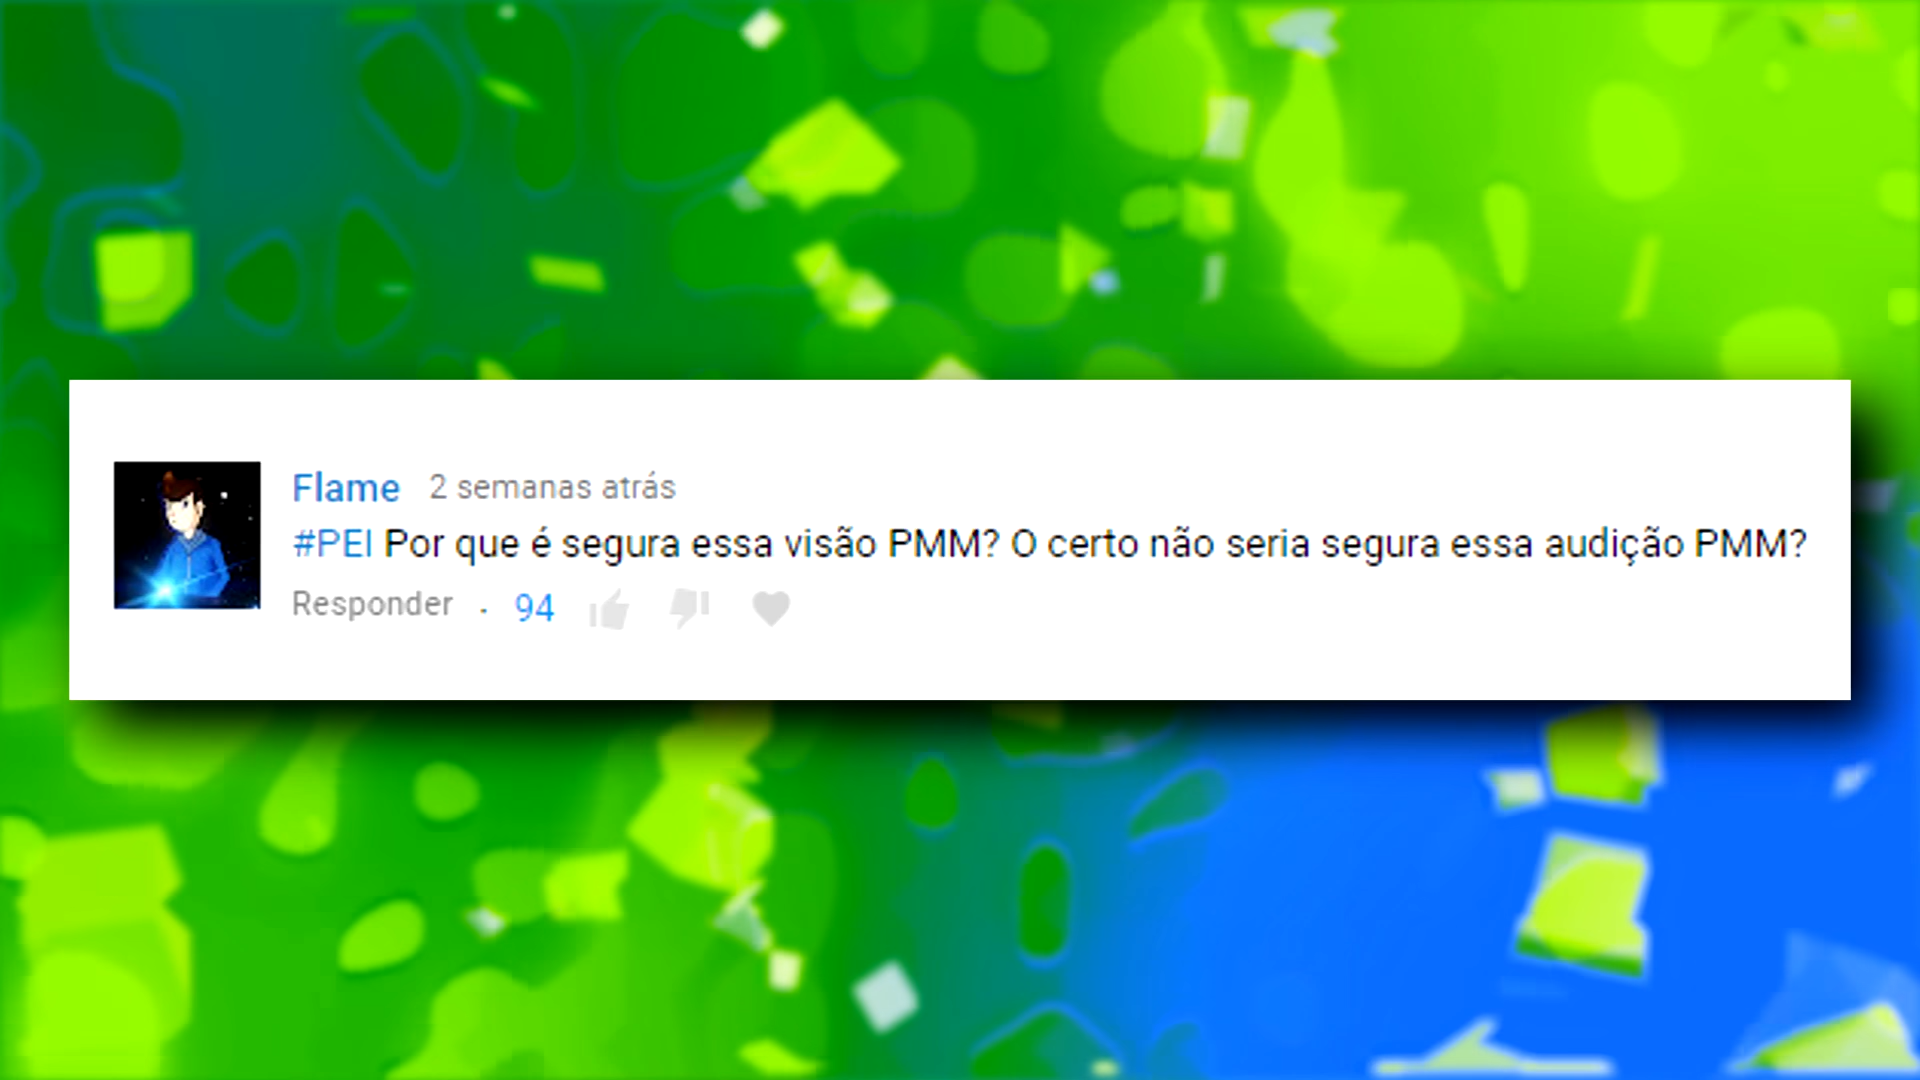 Flame 2 semanas atrás
#PEI Por que é segura essa visão PMM? O certo não seria segura essa audição PMM?
Responder · 94